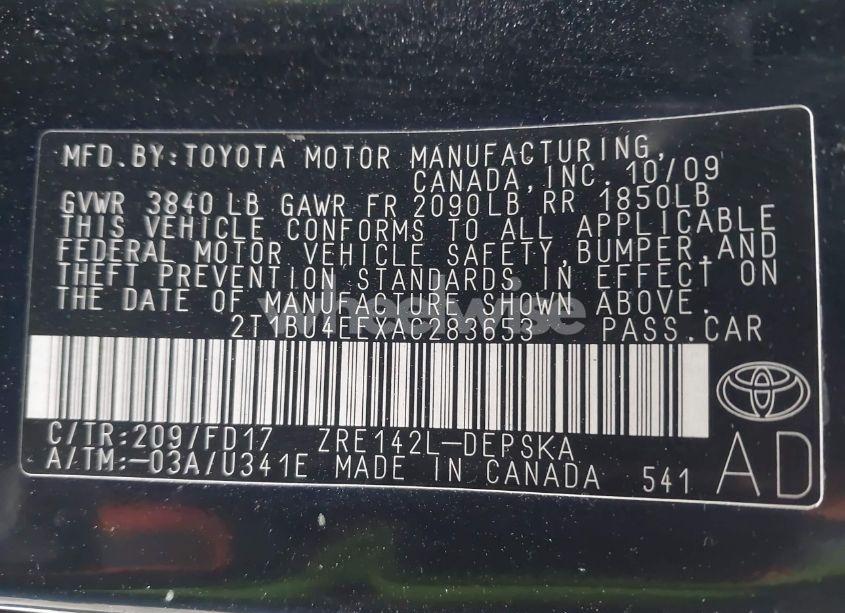 MFD.BY:TOYOTA MOTOR MANUFACTURING,
CANADA,INC. 10/09
GVWR 3840 LB GAWR FR 2090LB RR 1850LB
THIS VEHICLE CONFORMS TO ALL APPLICABLE
FEDERAL MOTOR VEHICLE SAFETY,BUMPER,AND
THEFT PREVENTION STANDARDS IN EFFECT ON
THE DATE OF MANUFACTURE SHOWN ABOVE.
wheelwise
2T1BU4EEXAC283653 PASS.CAR
C/TR:209/FD17 ZRE142L-DEPSKA
A/TM:-03A/U341E MADE IN CANADA 541
AD